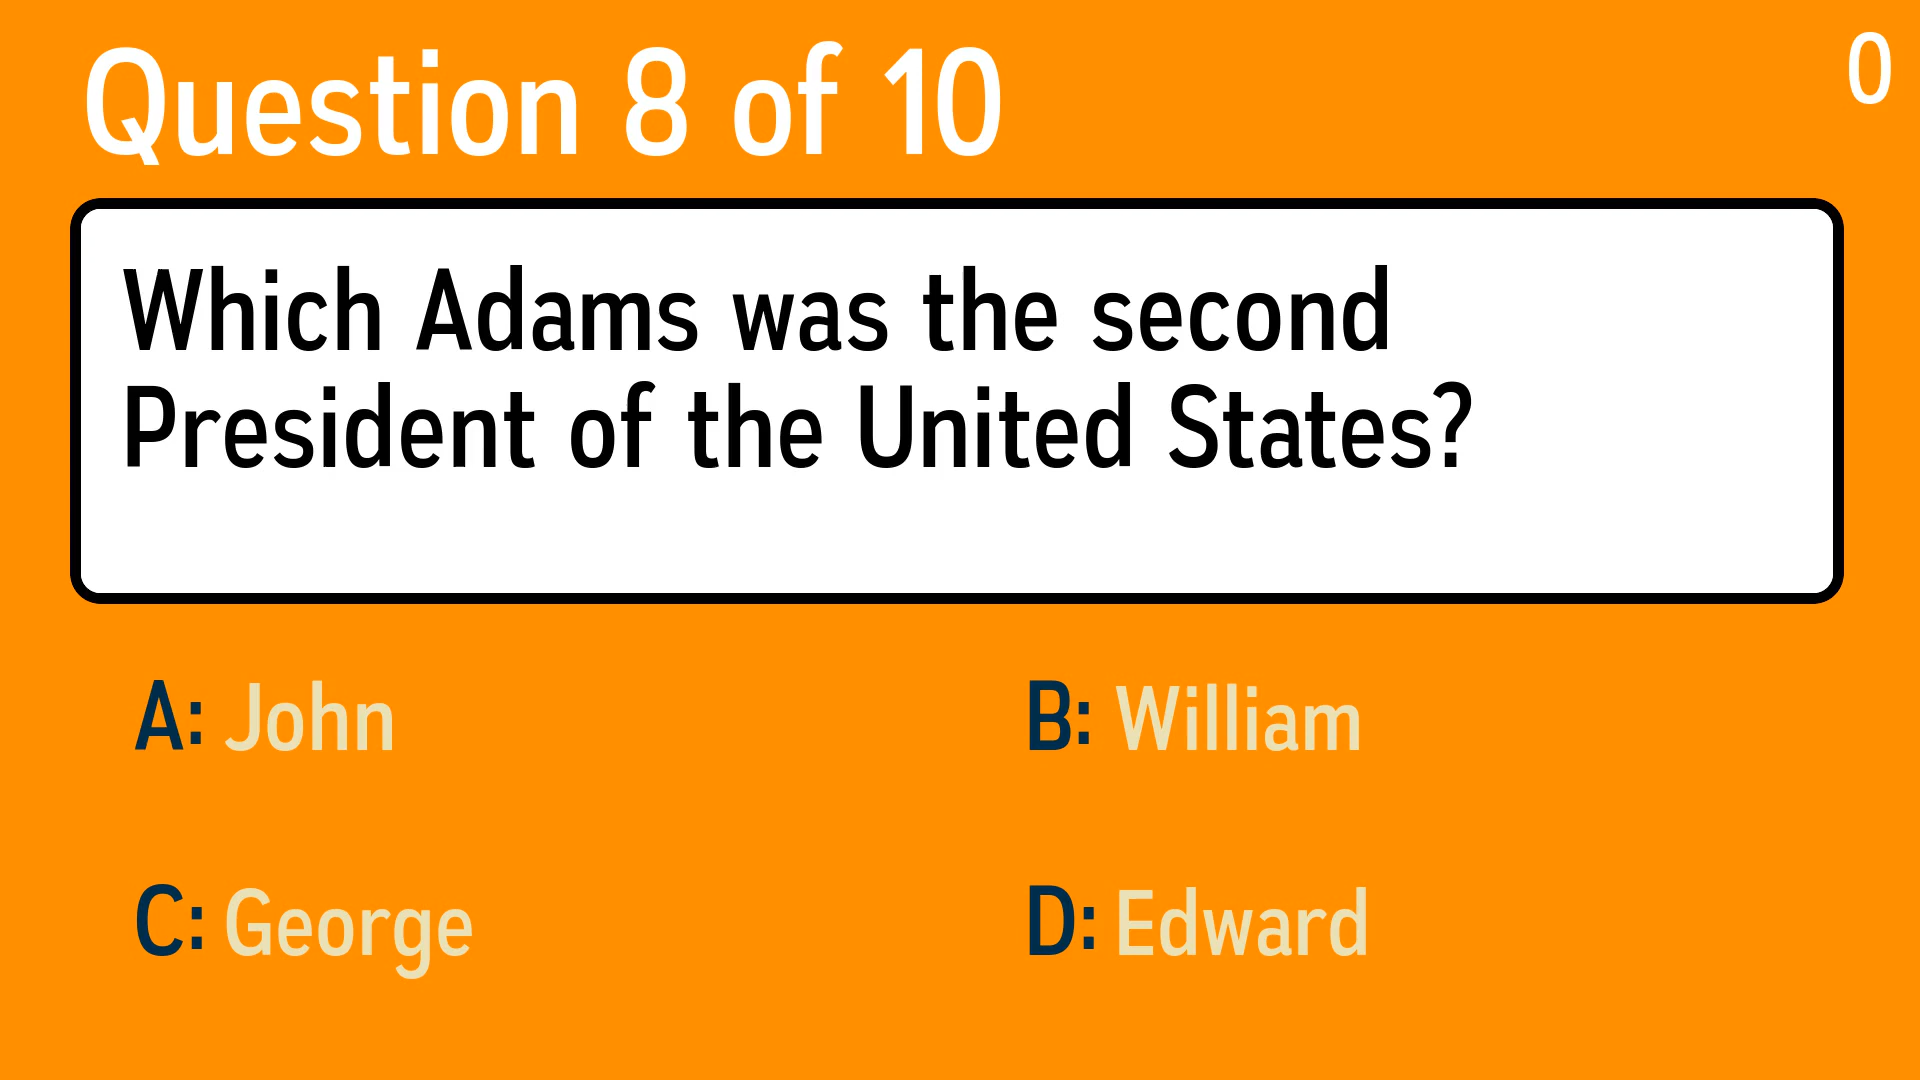 Question 8 of 10
0
Which Adams was the second
President of the United States?
A: John
B: William
C: George
D: Edward